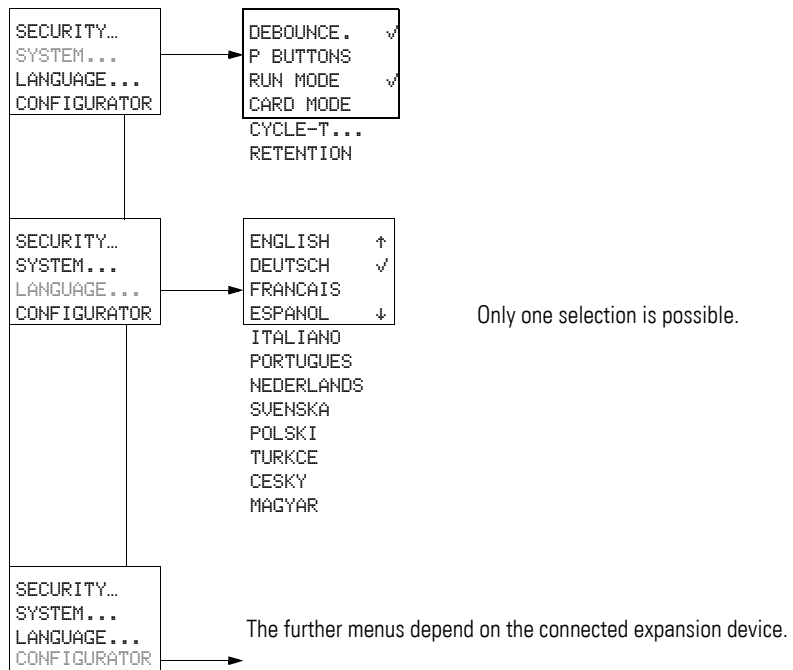 SECURITY…
SYSTEM...
LANGUAGE...
CONFIGURATOR
DEBOUNCE. √
P BUTTONS
RUN MODE √
CARD MODE
CYCLE-T...
RETENTION
SECURITY…
SYSTEM...
LANGUAGE...
CONFIGURATOR
ENGLISH ↑
DEUTSCH √
FRANCAIS
ESPANOL ↓
ITALIANO
PORTUGUES
NEDERLANDS
SVENSKA
POLSKI
TURKCE
CESKY
MAGYAR
Only one selection is possible.
SECURITY…
SYSTEM...
LANGUAGE...
CONFIGURATOR
The further menus depend on the connected expansion device.